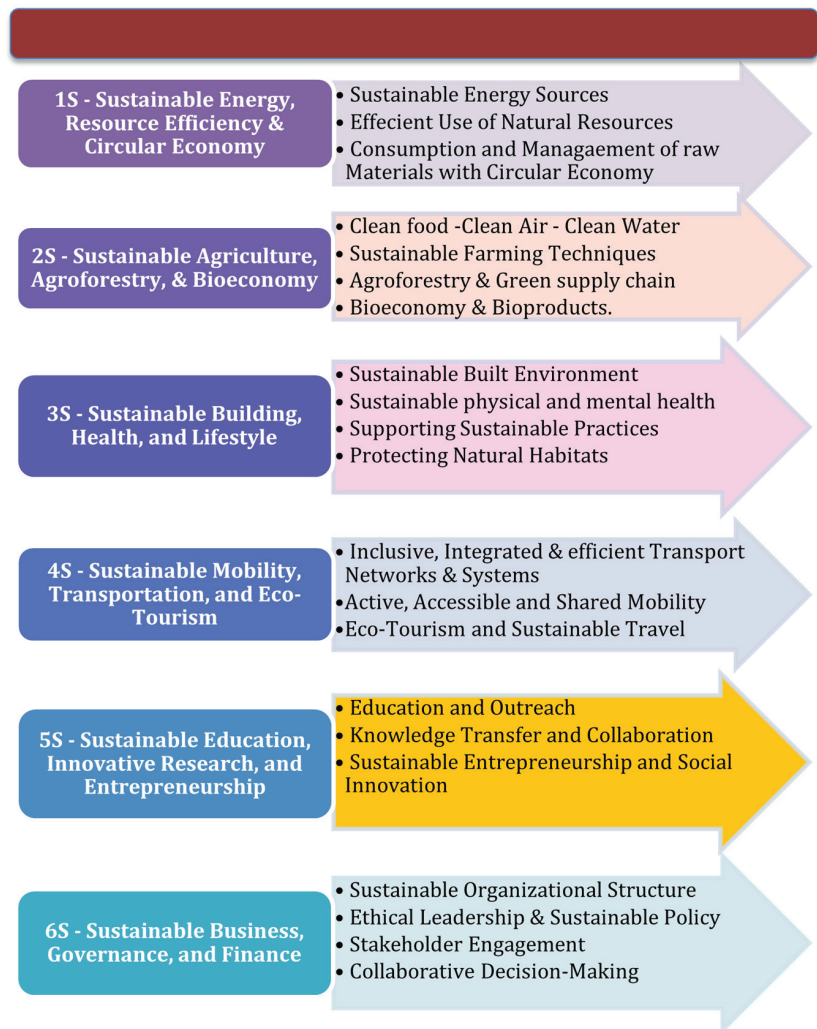 1S - Sustainable Energy,
Resource Efficiency &
Circular Economy
• Sustainable Energy Sources
• Effecient Use of Natural Resources
• Consumption and Managaement of raw
Materials with Circular Economy
2S - Sustainable Agriculture,
Agroforestry, & Bioeconomy
• Clean food -Clean Air - Clean Water
• Sustainable Farming Techniques
• Agroforestry & Green supply chain
• Bioeconomy & Bioproducts.
3S - Sustainable Building,
Health, and Lifestyle
• Sustainable Built Environment
• Sustainable physical and mental health
• Supporting Sustainable Practices
• Protecting Natural Habitats
4S - Sustainable Mobility,
Transportation, and Eco-
Tourism
• Inclusive, Integrated & efficient Transport
Networks & Systems
•Active, Accessible and Shared Mobility
•Eco-Tourism and Sustainable Travel
5S - Sustainable Education,
Innovative Research, and
Entrepreneurship
• Education and Outreach
• Knowledge Transfer and Collaboration
• Sustainable Entrepreneurship and Social
Innovation
6S - Sustainable Business,
Governance, and Finance
• Sustainable Organizational Structure
• Ethical Leadership & Sustainable Policy
• Stakeholder Engagement
• Collaborative Decision-Making